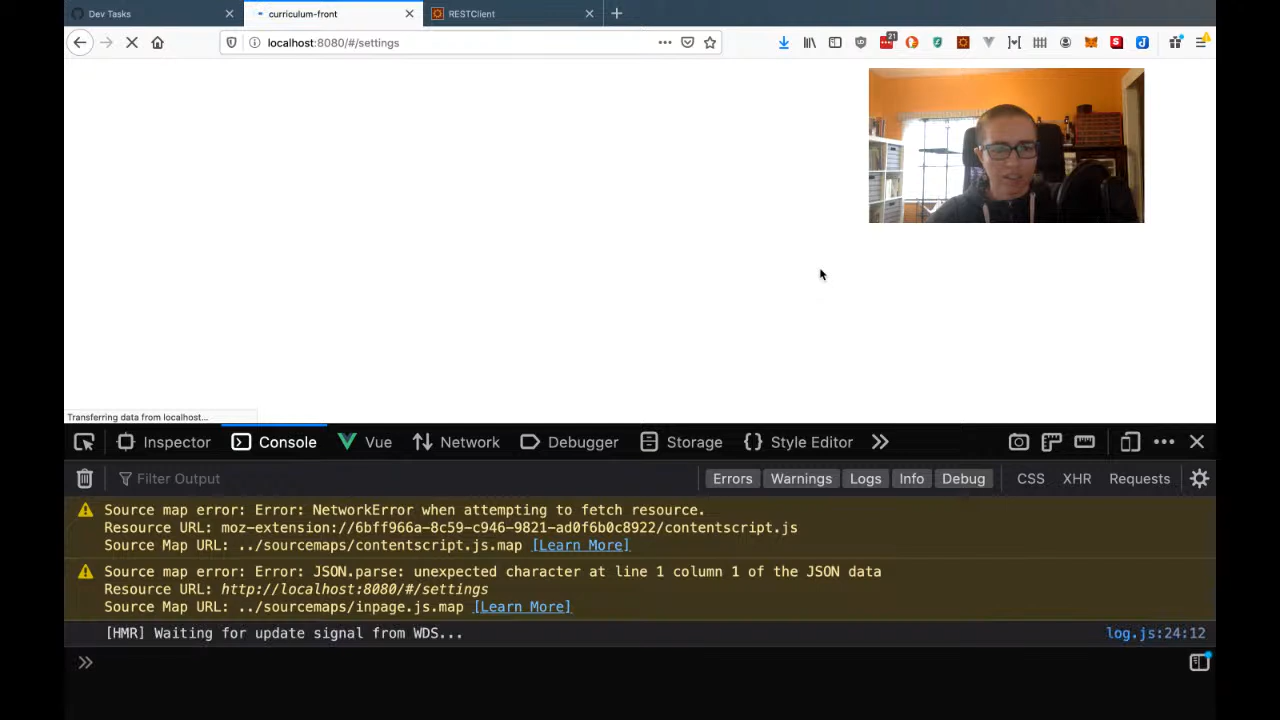 Dev Tasks
curriculum-front
RESTClient
localhost:8080/#/settings
21
Transferring data from localhost...
Inspector
Console
Vue
Network
Debugger
Storage
{} Style Editor
Filter Output
Errors
Warnings
Logs
Info
Debug
CSS
XHR
Requests
Source map error: Error: NetworkError when attempting to fetch resource.
Resource URL: moz-extension://6bff966a-8c59-c946-9821-ad0f6b0c8922/contentscript.js
Source Map URL: ../sourcemaps/contentscript.js.map [Learn More]
Source map error: Error: JSON.parse: unexpected character at line 1 column 1 of the JSON data
Resource URL: http://localhost:8080/#/settings
Source Map URL: ../sourcemaps/inpage.js.map [Learn More]
[HMR] Waiting for update signal from WDS...
log.js:24:12